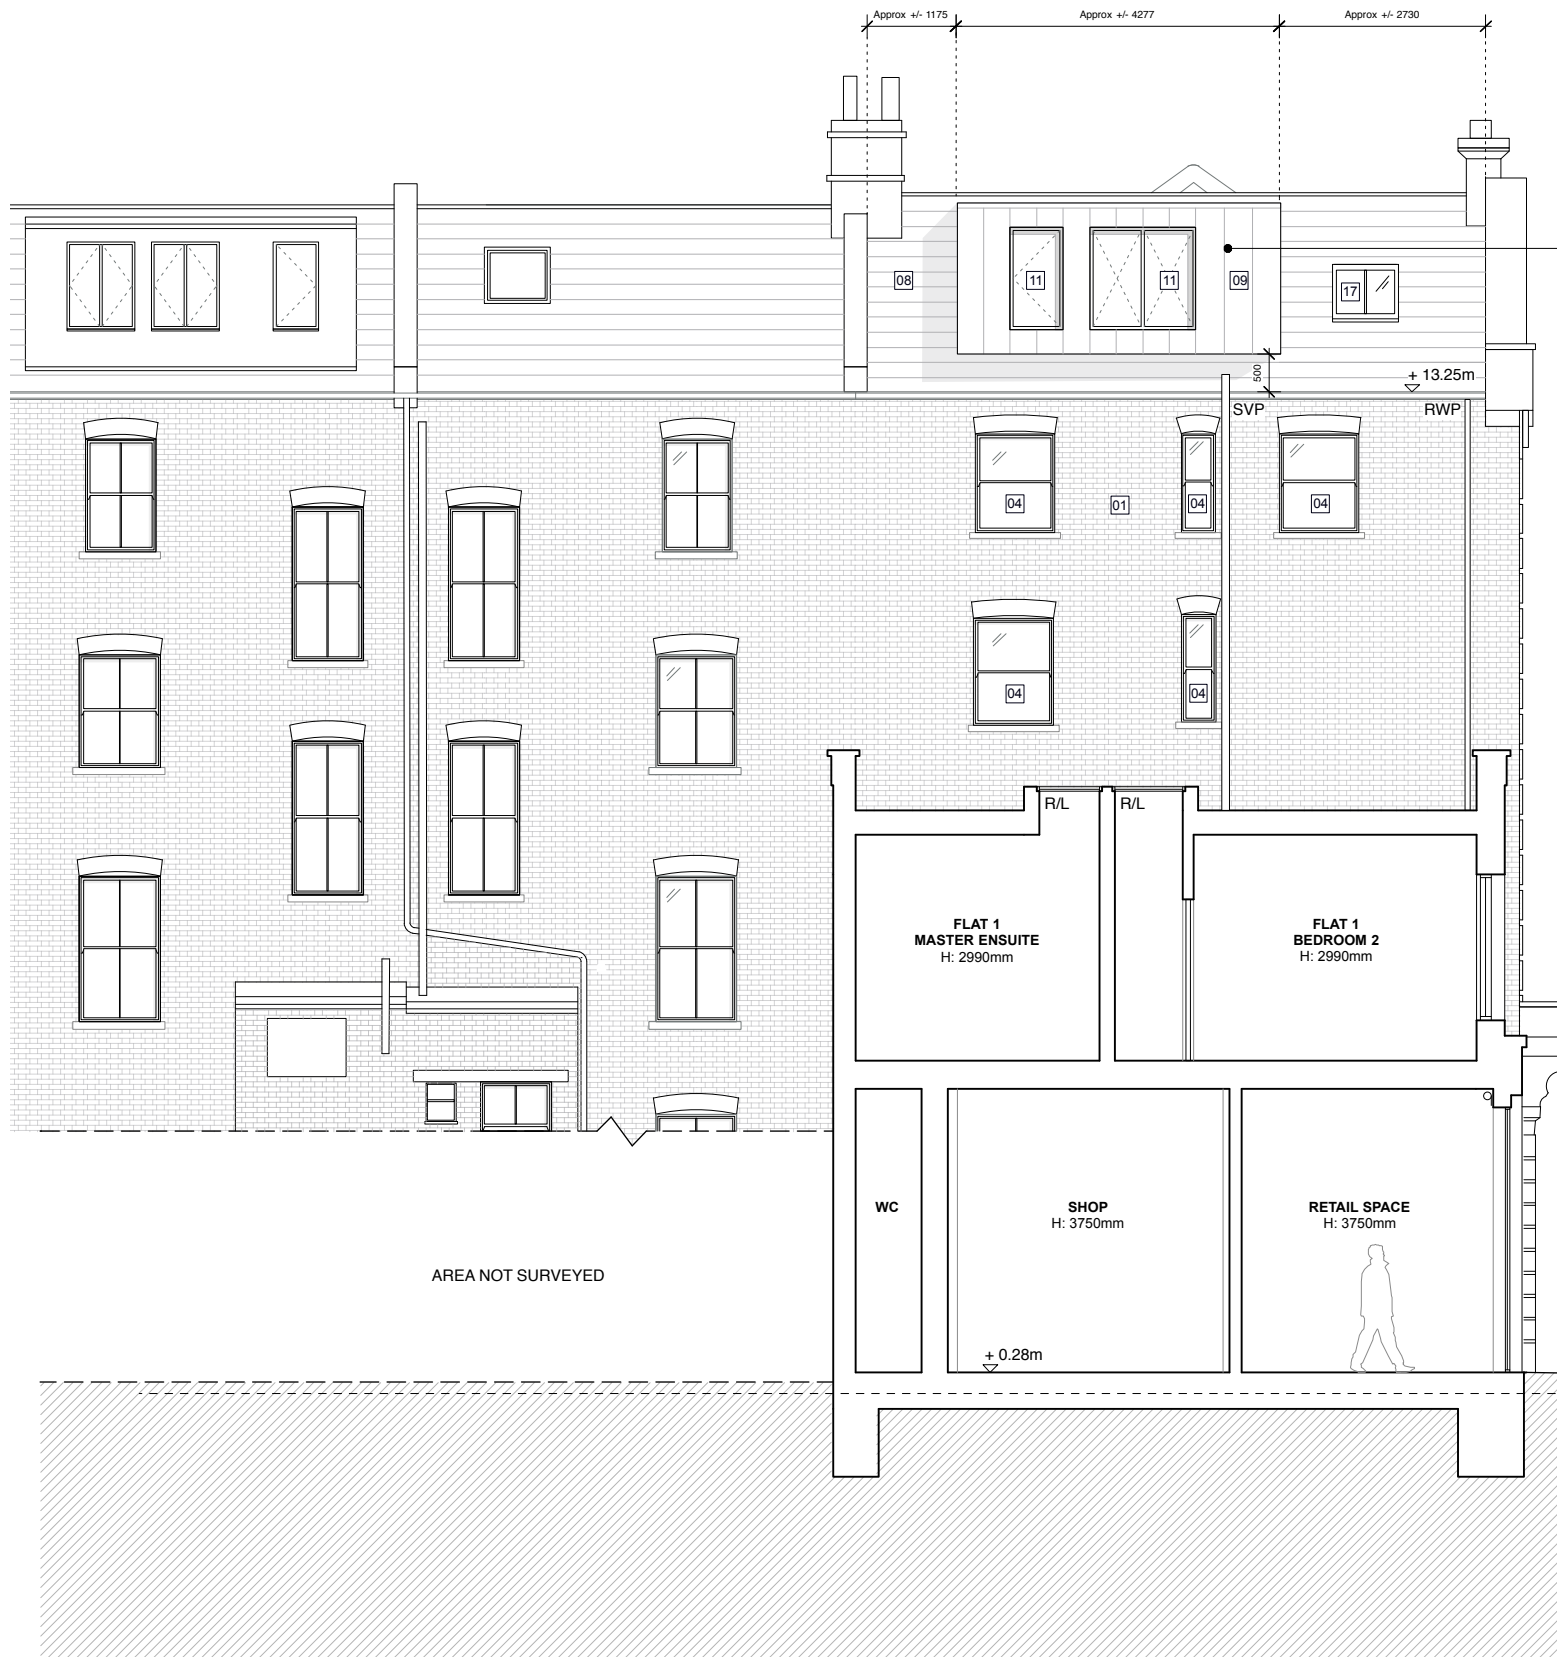 Approx +/- 1175
Approx +/- 4277
Approx +/- 2730
08
11
11
09
17
500
+ 13.25m
SVP
RWP
04
01
04
04
04
04
R/L
R/L
FLAT 1
MASTER ENSUITE
H: 2990mm
FLAT 1
BEDROOM 2
H: 2990mm
WC
SHOP
H: 3750mm
RETAIL SPACE
H: 3750mm
AREA NOT SURVEYED
+ 0.28m